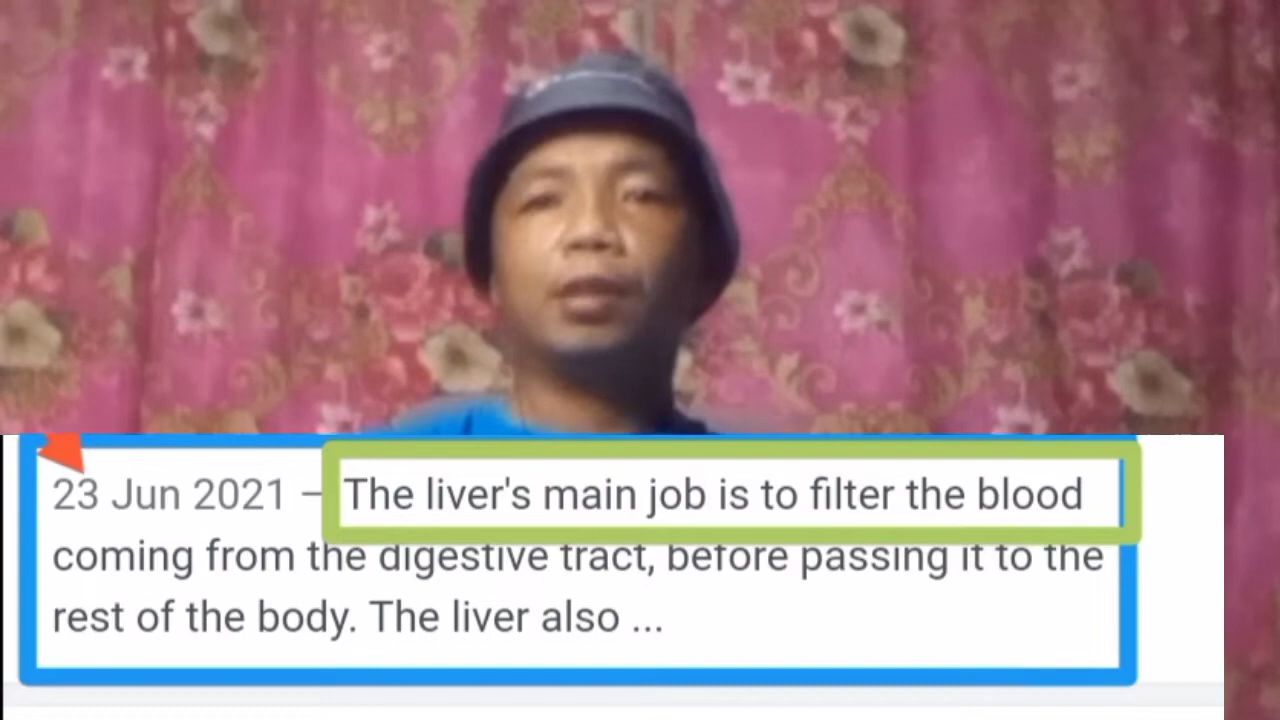 23 Jun 2021 – The liver's main job is to filter the blood
coming from the digestive tract, before passing it to the
rest of the body. The liver also ...